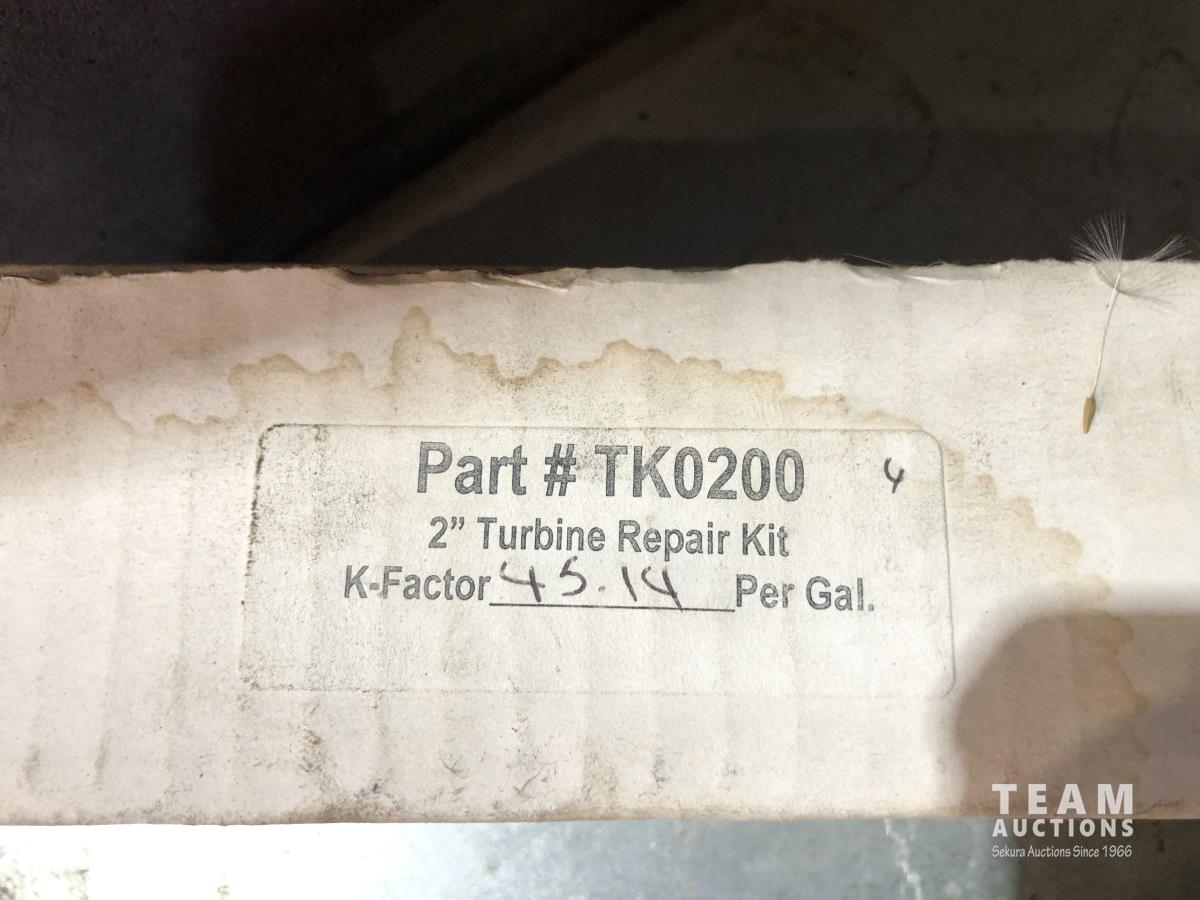 Part # TK0200 4
2” Turbine Repair Kit
K-Factor 45.14 Per Gal.
TEAM
AUCTIONS
Sekura Auctions Since 1966